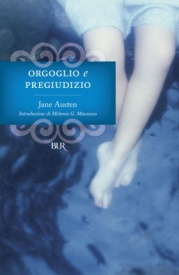 ORGOGLIO e
PREGIUDIZIO
Jane Austen
Introduzione di Melania G. Mazzucco
BUR